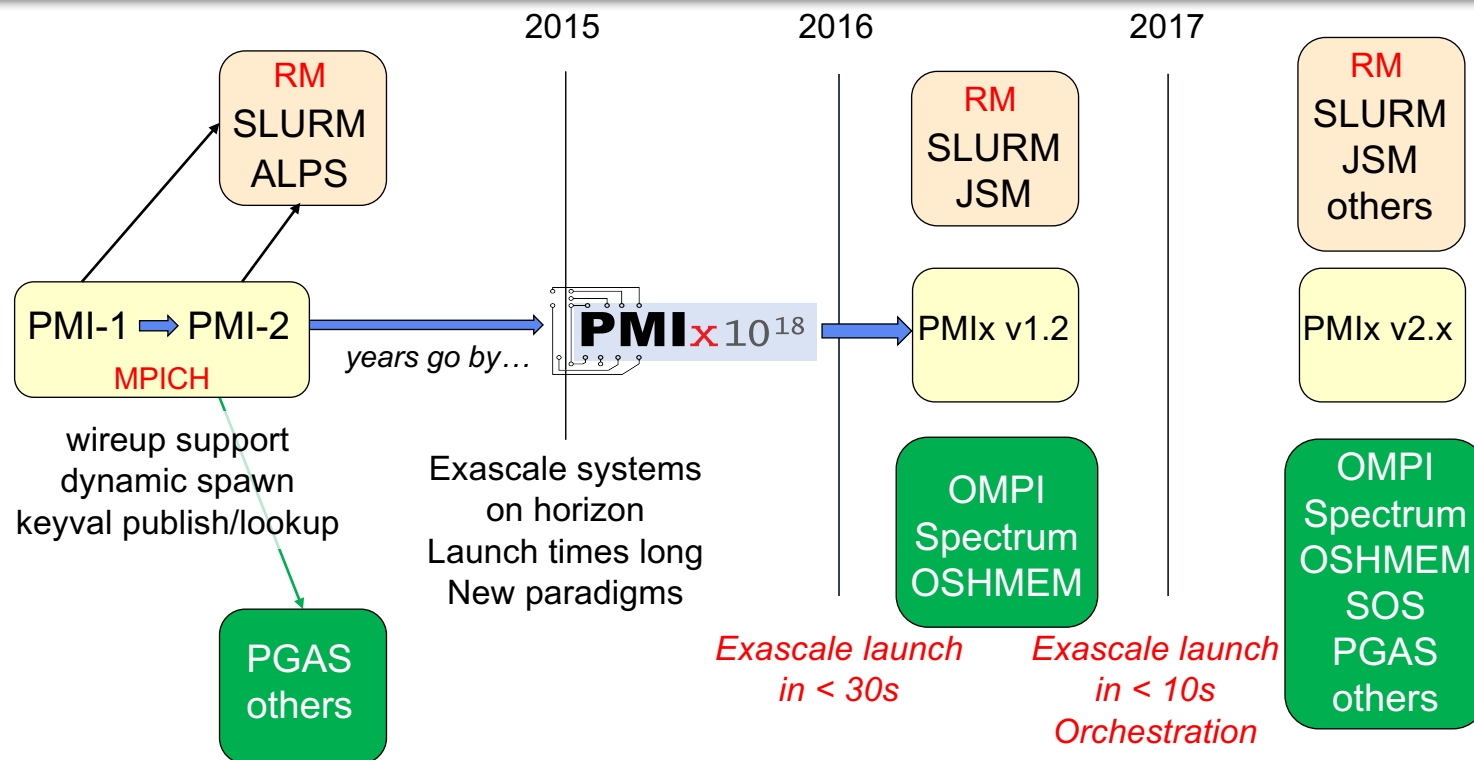 2015
2016
2017
RM
SLURM
ALPS
RM
SLURM
JSM
RM
SLURM
JSM
others
PMI-1
PMI-2
MPICH
years go by…
PMIx10^18
PMIx v1.2
PMIx v2.x
wireup support
dynamic spawn
keyval publish/lookup
PGAS
others
Exascale systems
on horizon
Launch times long
New paradigms
OMPI
Spectrum
OSHMEM
OMPI
Spectrum
OSHMEM
SOS
PGAS
others
Exascale launch
in < 30s
Exascale launch
in < 10s
Orchestration